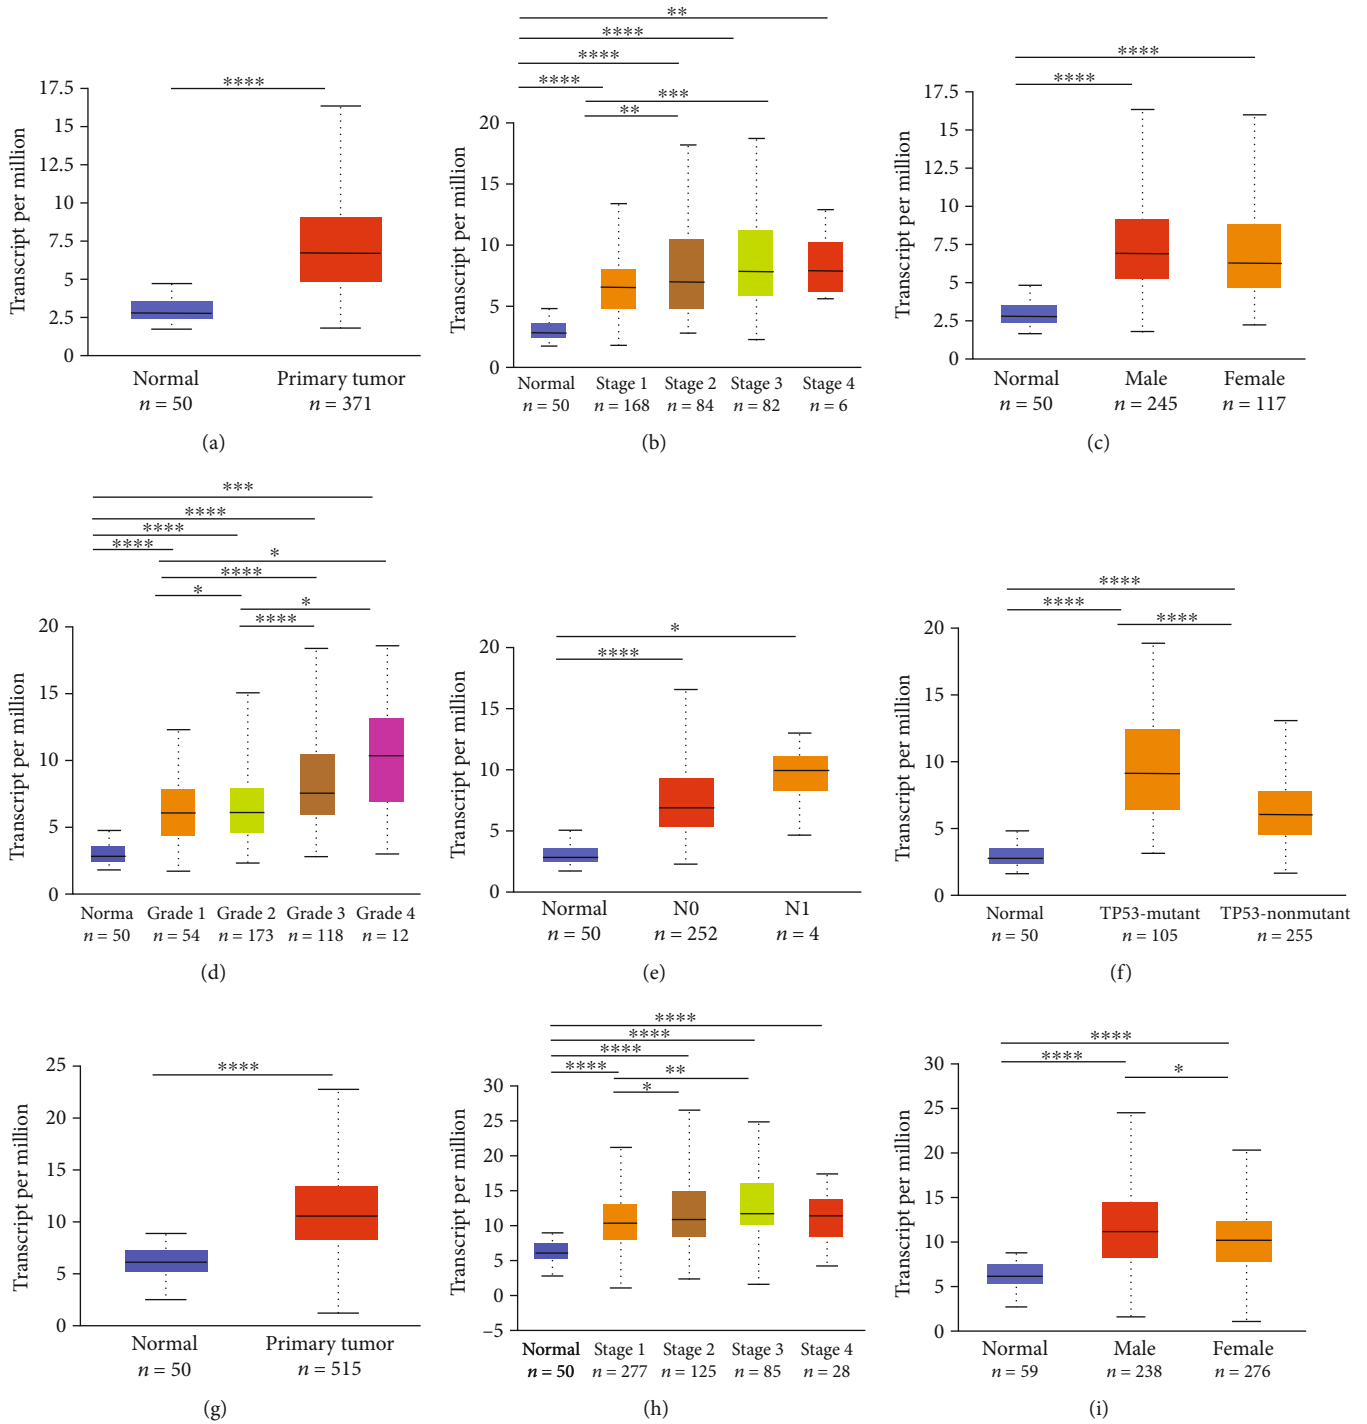 ****
17.5
15
12.5
10
7.5
5
2.5
0
Transcript per million
Normal
n = 50
Primary tumor
n = 371
(a)
**
****
****
****
***
**
20
15
10
5
0
Transcript per million
Normal
n = 50
Stage 1
n = 168
Stage 2
n = 84
Stage 3
n = 82
Stage 4
n = 6
(b)
****
****
17.5
15
12.5
10
7.5
5
2.5
0
Transcript per million
Normal
n = 50
Male
n = 245
Female
n = 117
(c)
***
****
****
****
*
****
*
*
****
20
15
10
5
0
Transcript per million
Norma
n = 50
Grade 1
n = 54
Grade 2
n = 173
Grade 3
n = 118
Grade 4
n = 12
(d)
*
****
20
15
10
5
0
Transcript per million
Normal
n = 50
N0
n = 252
N1
n = 4
(e)
****
****
****
20
15
10
5
0
Transcript per million
Normal
n = 50
TP53-mutant
n = 105
TP53-nonmutant
n = 255
(f)
****
25
20
15
10
5
0
Transcript per million
Normal
n = 50
Primary tumor
n = 515
(g)
****
****
****
****
**
*
30
25
20
15
10
5
0
−5
Transcript per million
Normal
n = 50
Stage 1
n = 277
Stage 2
n = 125
Stage 3
n = 85
Stage 4
n = 28
(h)
****
****
*
30
25
20
15
10
5
0
Transcript per million
Normal
n = 59
Male
n = 238
Female
n = 276
(i)